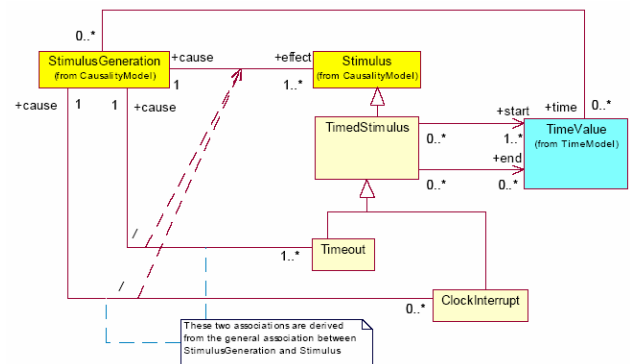 0..*
StimulusGeneration
(from CausalityModel)
+cause
1
+effect
1..*
Stimulus
(from CausalityModel)
+cause
1
1
+cause
TimedStimulus
0..*
+start
1..*
+time
0..*
TimeValue
(from TimeModel)
+end
0..*
0..*
/
1..*
Timeout
/
0..*
ClockInterrupt
These two associations are derived
from the general association between
StimulusGeneration and Stimulus